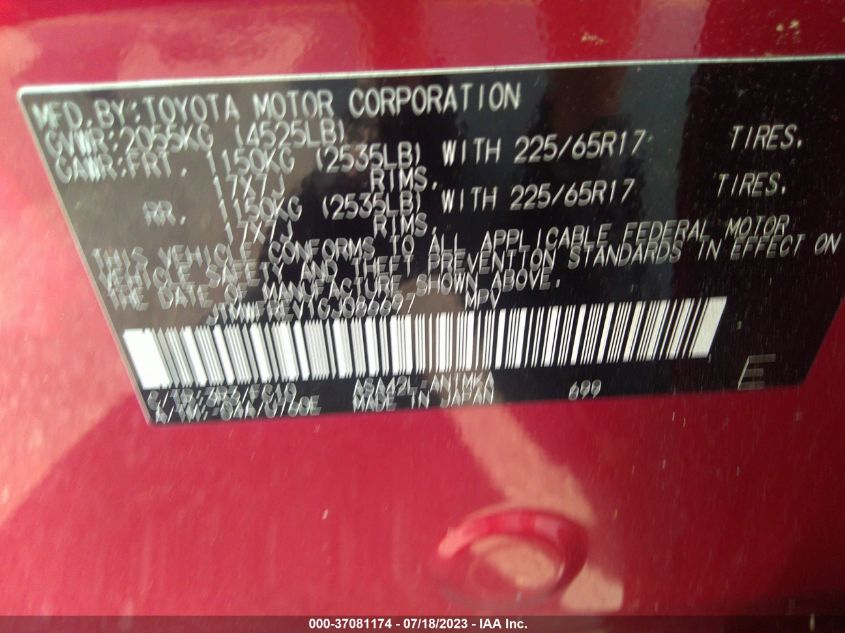 MFD.BY:TOYOTA MOTOR CORPORATION
GVWR:2055KG (4525LB)
GAWR:FRT. 1150KG (2535LB) WITH 225/65R17 TIRES,
17X7J RIMS,
RR. 1150KG (2535LB) WITH 225/65R17 TIRES,
17X7J RIMS,
THIS VEHICLE CONFORMS TO ALL APPLICABLE FEDERAL MOTOR
VEHICLE SAFETY AND THEFT PREVENTION STANDARDS IN EFFECT ON
THE DATE OF MANUFACTURE SHOWN ABOVE.
MPV
ASA42L-ANTMKA 699 E
MADE IN JAPAN
000-37081174 - 07/18/2023 - IAA Inc.